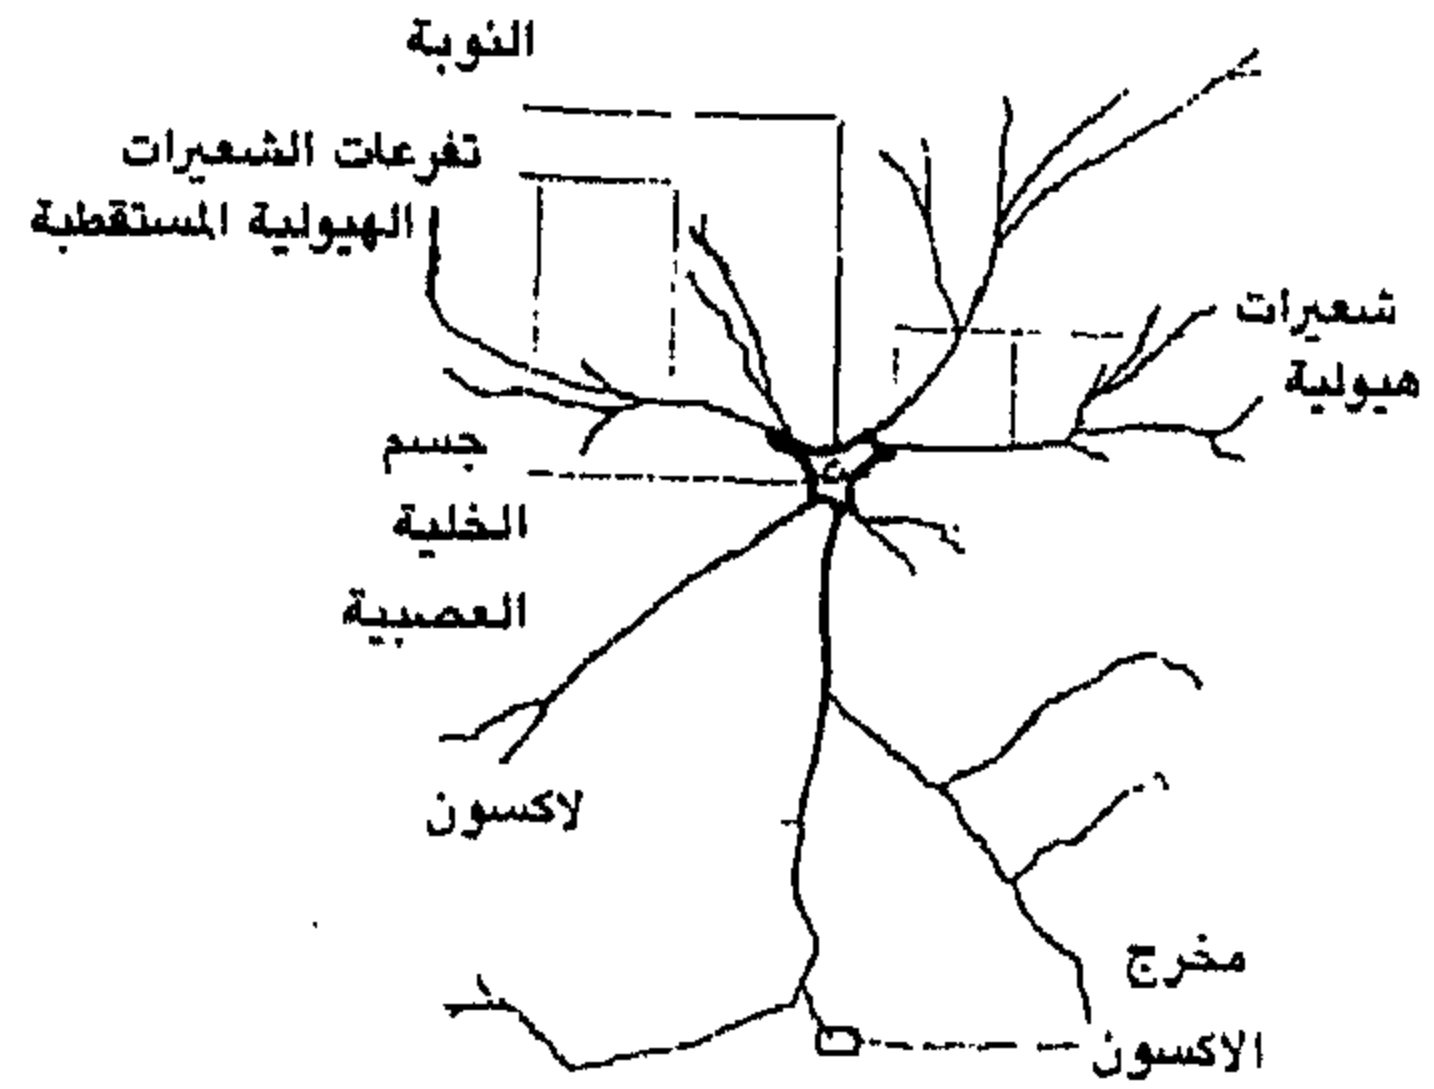 النوبة
تفرعات الشعيرات
الهيولية المستقطبة
شعيرات
هيولية
جسم
الخلية
العصبية
لاكسون
مخرج
الاكسون